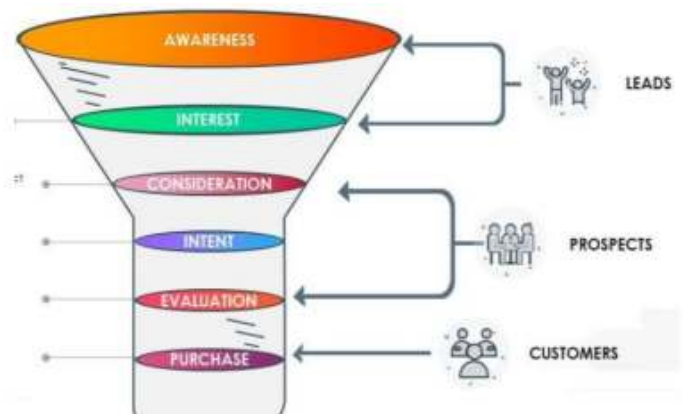 AWARENESS
LEADS
INTEREST
CONSIDERATION
INTENT
PROSPECTS
EVALUATION
PURCHASE
CUSTOMERS